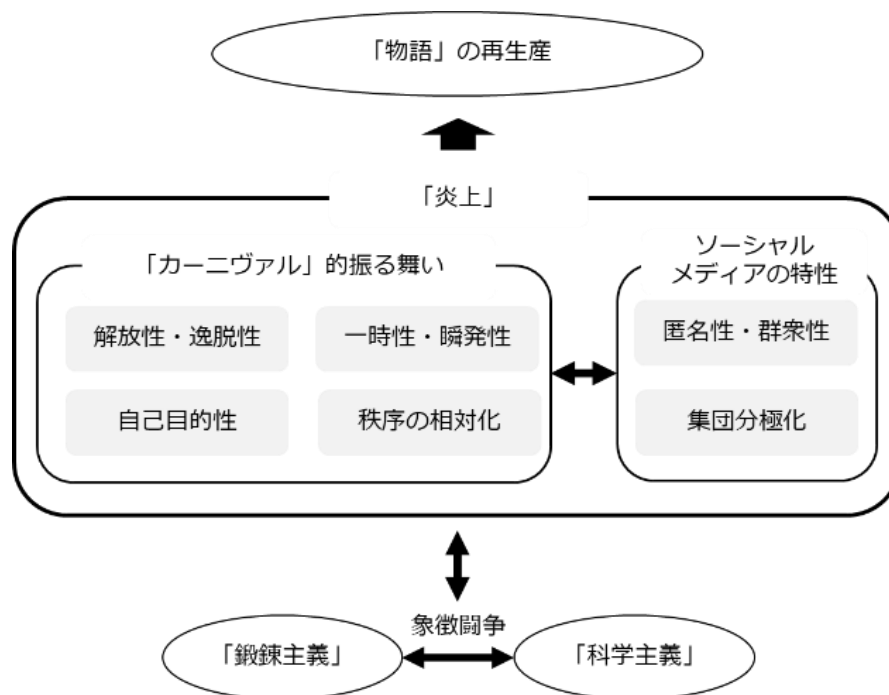 「物語」の再生産
「炎上」
「カーニヴァル」的振る舞い
解放性・逸脱性
一時性・瞬発性
自己目的性
秩序の相対化
ソーシャル
メディアの特性
匿名性・群衆性
集団分極化
象徴闘争
「鍛錬主義」
「科学主義」